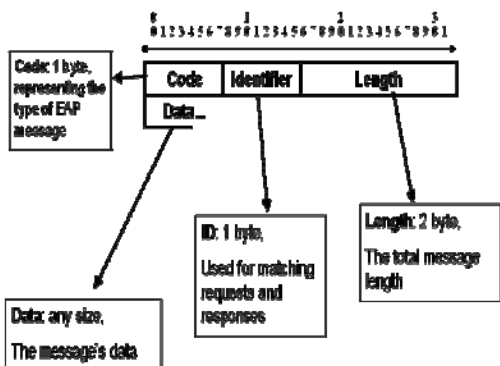 0 1 2 3
0 1 2 3 4 5 6 7 8 9 0 1 2 3 4 5 6 7 8 9 0 1 2 3 4 5 6 7 8 9 0 1
Code: 1 byte,
representing the
type of EAP
message
Code Identifier Length
Data...
ID: 1 byte,
Used for matching
requests and
responses
Length: 2 byte,
The total message
length
Data: any size,
The message's data